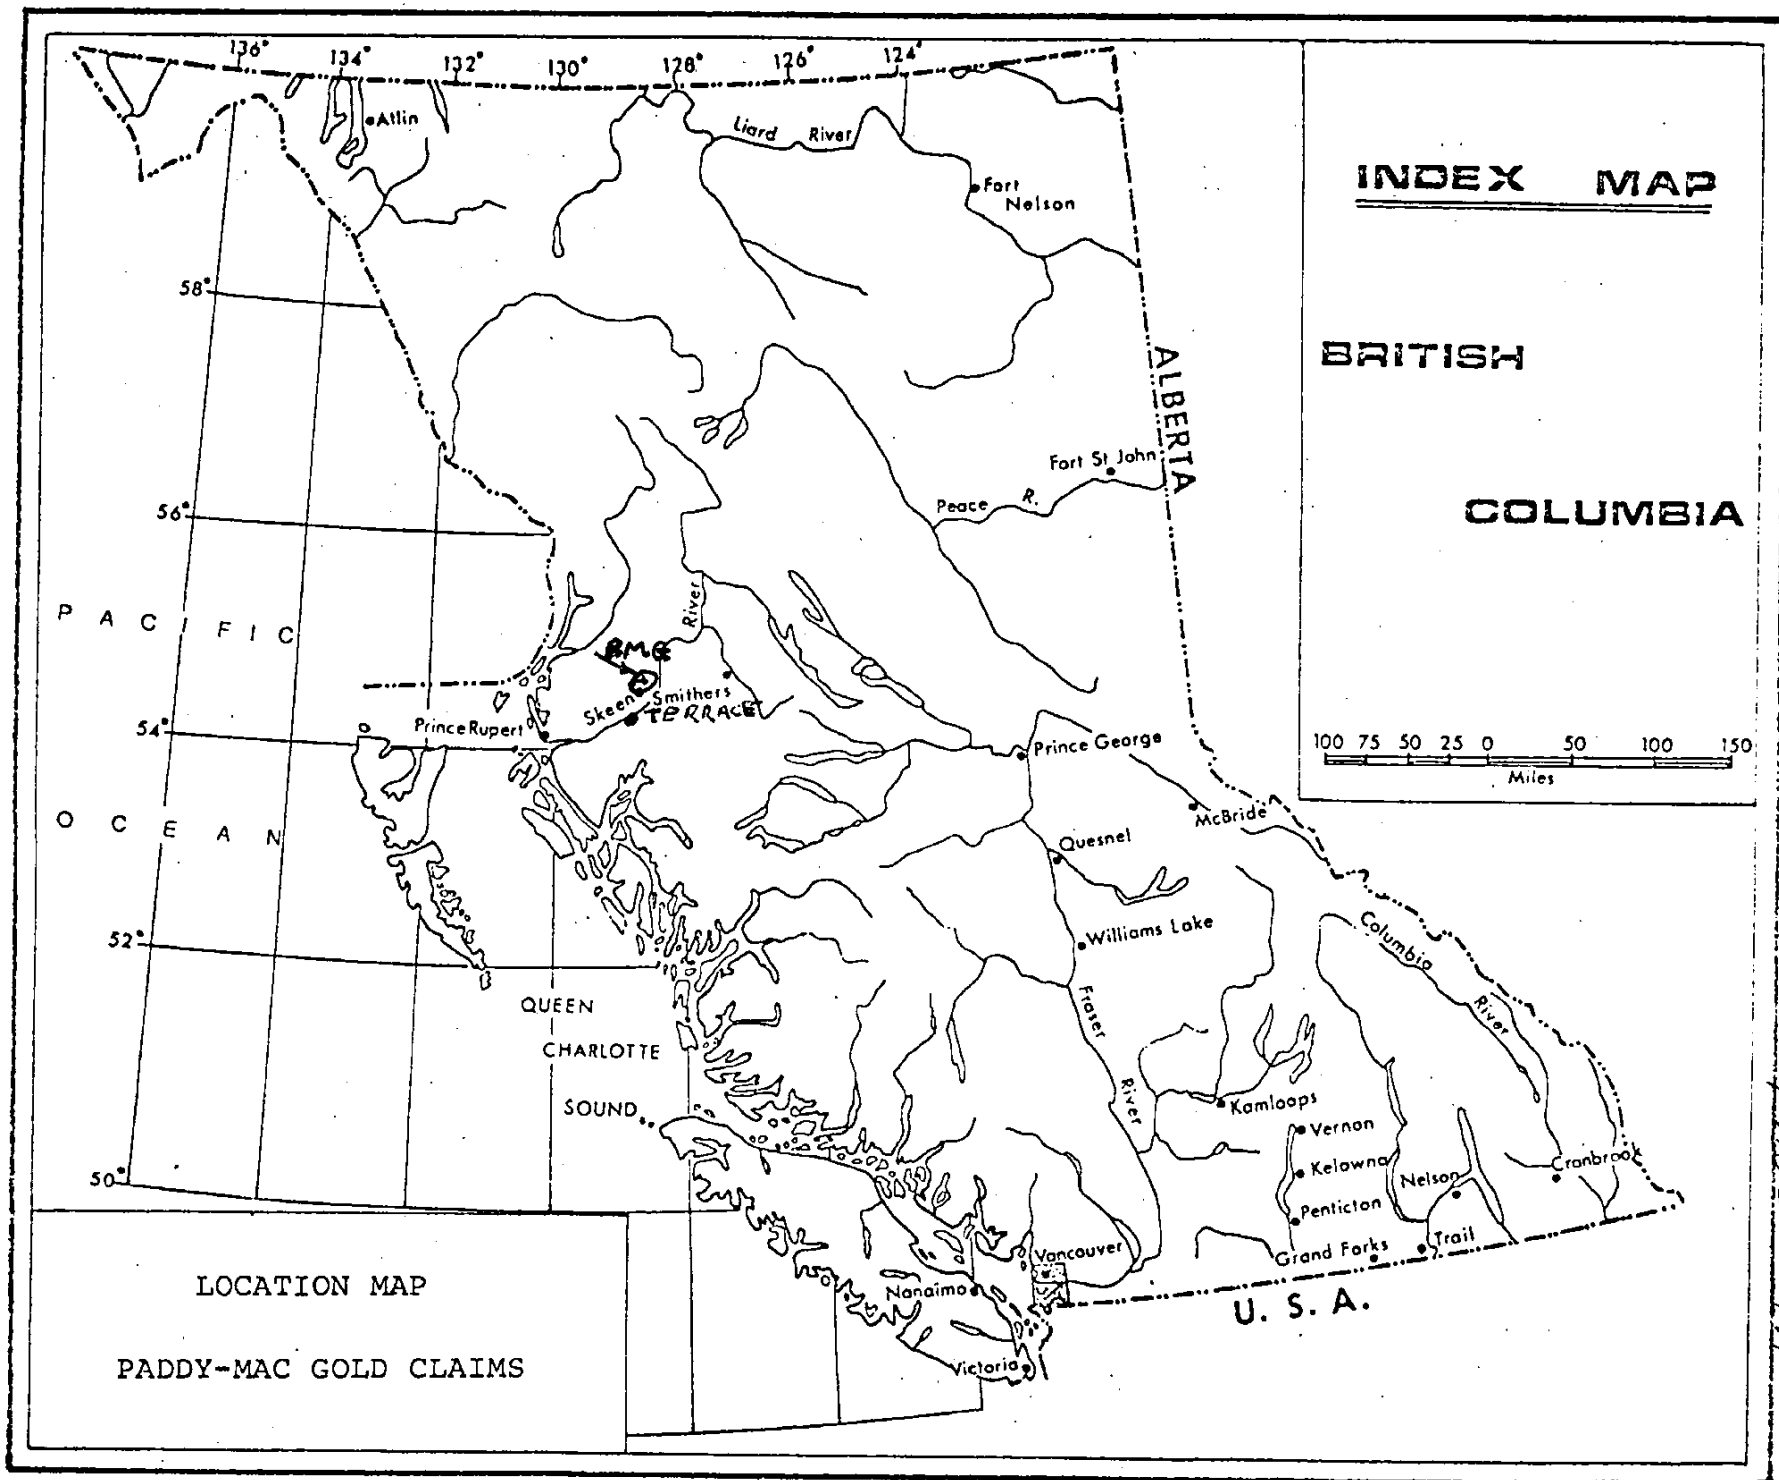 136°
134°
132°
130°
128°
126°
124°
Atlin
Liard River
Fort
Nelson
INDEX MAP
58°
BRITISH
ALBERTA
Fort St John
Peace R.
56°
COLUMBIA
PACIFIC
River
Skeen
Smithers
TERRACE
Prince Rupert
54°
Prince George
100 75 50 25 0 50 100 150
Miles
McBride
OCEAN
Quesnel
Williams Lake
Columbia
River
52°
QUEEN
CHARLOTTE
SOUND
Fraser
River
Kamloops
Vernon
Kelowna
Nelson
Cranbrook
50°
Penticton
Grand Forks
Trail
Vancouver
Nanaimo
U. S. A.
Victoria
LOCATION MAP
PADDY-MAC GOLD CLAIMS